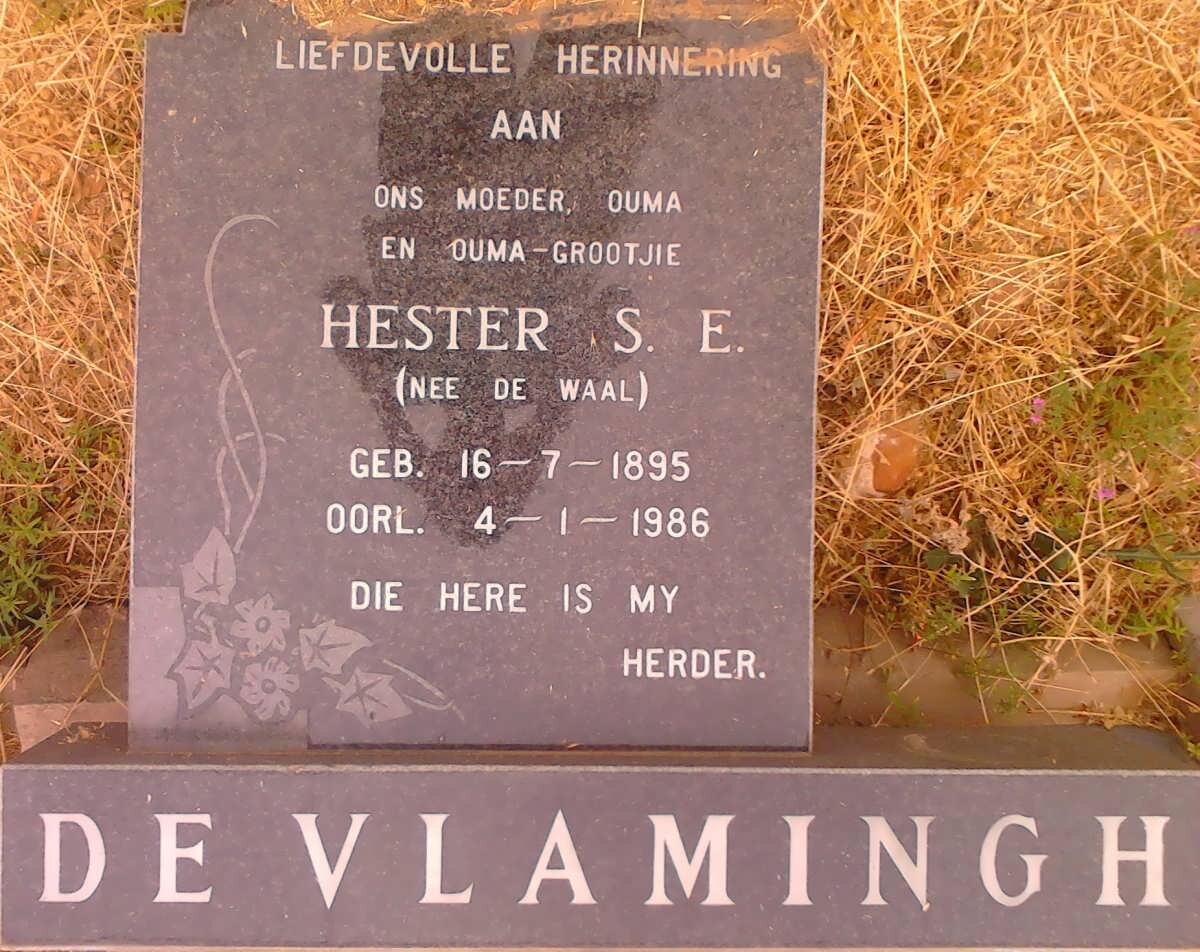 LIEFDEVOLLE HERINNERING
AAN
ONS MOEDER, OUMA
EN OUMA-GROOTJIE
HESTER S. E.
(NEE DE WAAL)
GEB. 16-7-1895
OORL. 4-1-1986
DIE HERE IS MY
HERDER.
DE VLAMINGH